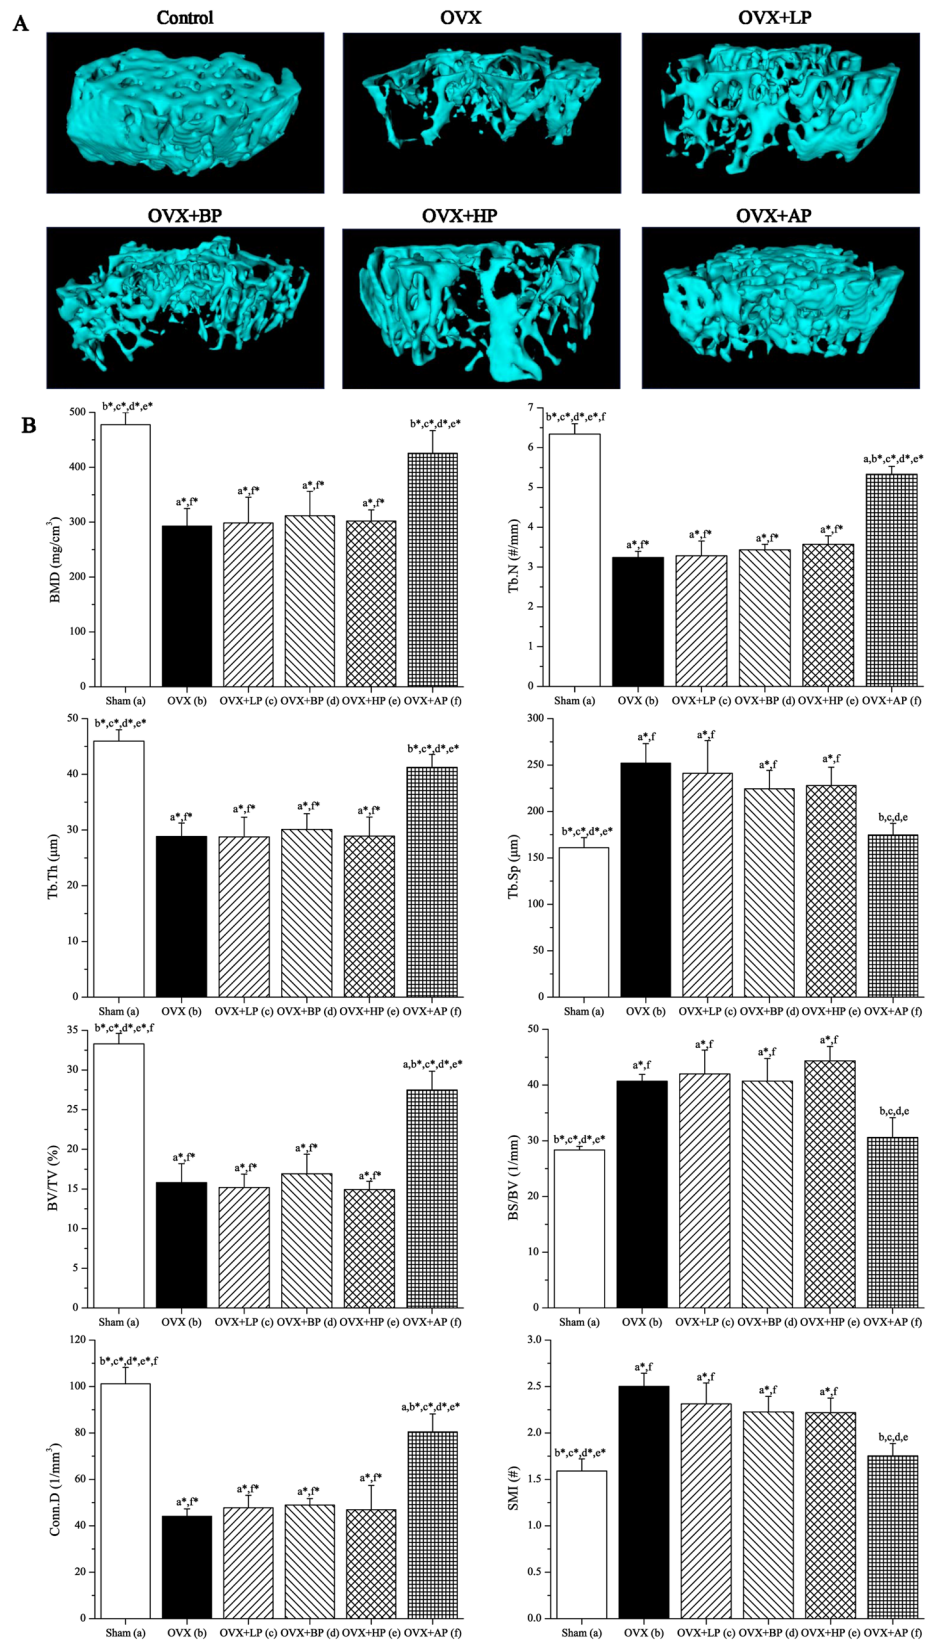 A
Control
OVX
OVX+LP
OVX+BP
OVX+HP
OVX+AP
B
BMD (mg/cm³)
500
400
300
200
100
0
b*,c*,d*,e*
a*,f*
a*,f*
a*,f*
a*,f*
b*,c*,d*,e*
Sham (a) OVX (b) OVX+LP (c) OVX+BP (d) OVX+HP (e) OVX+AP (f)
Tb.N (#/mm)
7
6
5
4
3
2
1
0
b*,c*,d*,e*,f
a*,f*
a*,f*
a*,f*
a*,f*
a,b*,c*,d*,e*
Sham (a) OVX (b) OVX+LP (c) OVX+BP (d) OVX+HP (e) OVX+AP (f)
Tb.Th (μm)
50
40
30
20
10
0
b*,c*,d*,e*
a*,f*
a*,f*
a*,f*
a*,f*
b*,c*,d*,e*
Sham (a) OVX (b) OVX+LP (c) OVX+BP (d) OVX+HP (e) OVX+AP (f)
Tb.Sp (μm)
300
250
200
150
100
50
0
b*,c*,d*,e*
a*,f
a*,f
a*,f
a*,f
b,c,d,e
Sham (a) OVX (b) OVX+LP (c) OVX+BP (d) OVX+HP (e) OVX+AP (f)
BV/TV (%)
35
30
25
20
15
10
5
0
b*,c*,d*,e*,f
a*,f*
a*,f*
a*,f*
a*,f*
a,b*,c*,d*,e*
Sham (a) OVX (b) OVX+LP (c) OVX+BP (d) OVX+HP (e) OVX+AP (f)
BS/BV (1/mm)
50
40
30
20
10
0
b*,c*,d*,e*
a*,f
a*,f
a*,f
a*,f
b,c,d,e
Sham (a) OVX (b) OVX+LP (c) OVX+BP (d) OVX+HP (e) OVX+AP (f)
Conn.D (1/mm³)
120
100
80
60
40
20
0
b*,c*,d*,e*,f
a*,f*
a*,f*
a*,f*
a*,f*
a,b*,c*,d*,e*
Sham (a) OVX (b) OVX+LP (c) OVX+BP (d) OVX+HP (e) OVX+AP (f)
SMI (#)
3.0
2.5
2.0
1.5
1.0
0.5
0.0
b*,c*,d*,e*
a*,f
a*,f
a*,f
a*,f
b,c,d,e
Sham (a) OVX (b) OVX+LP (c) OVX+BP (d) OVX+HP (e) OVX+AP (f)